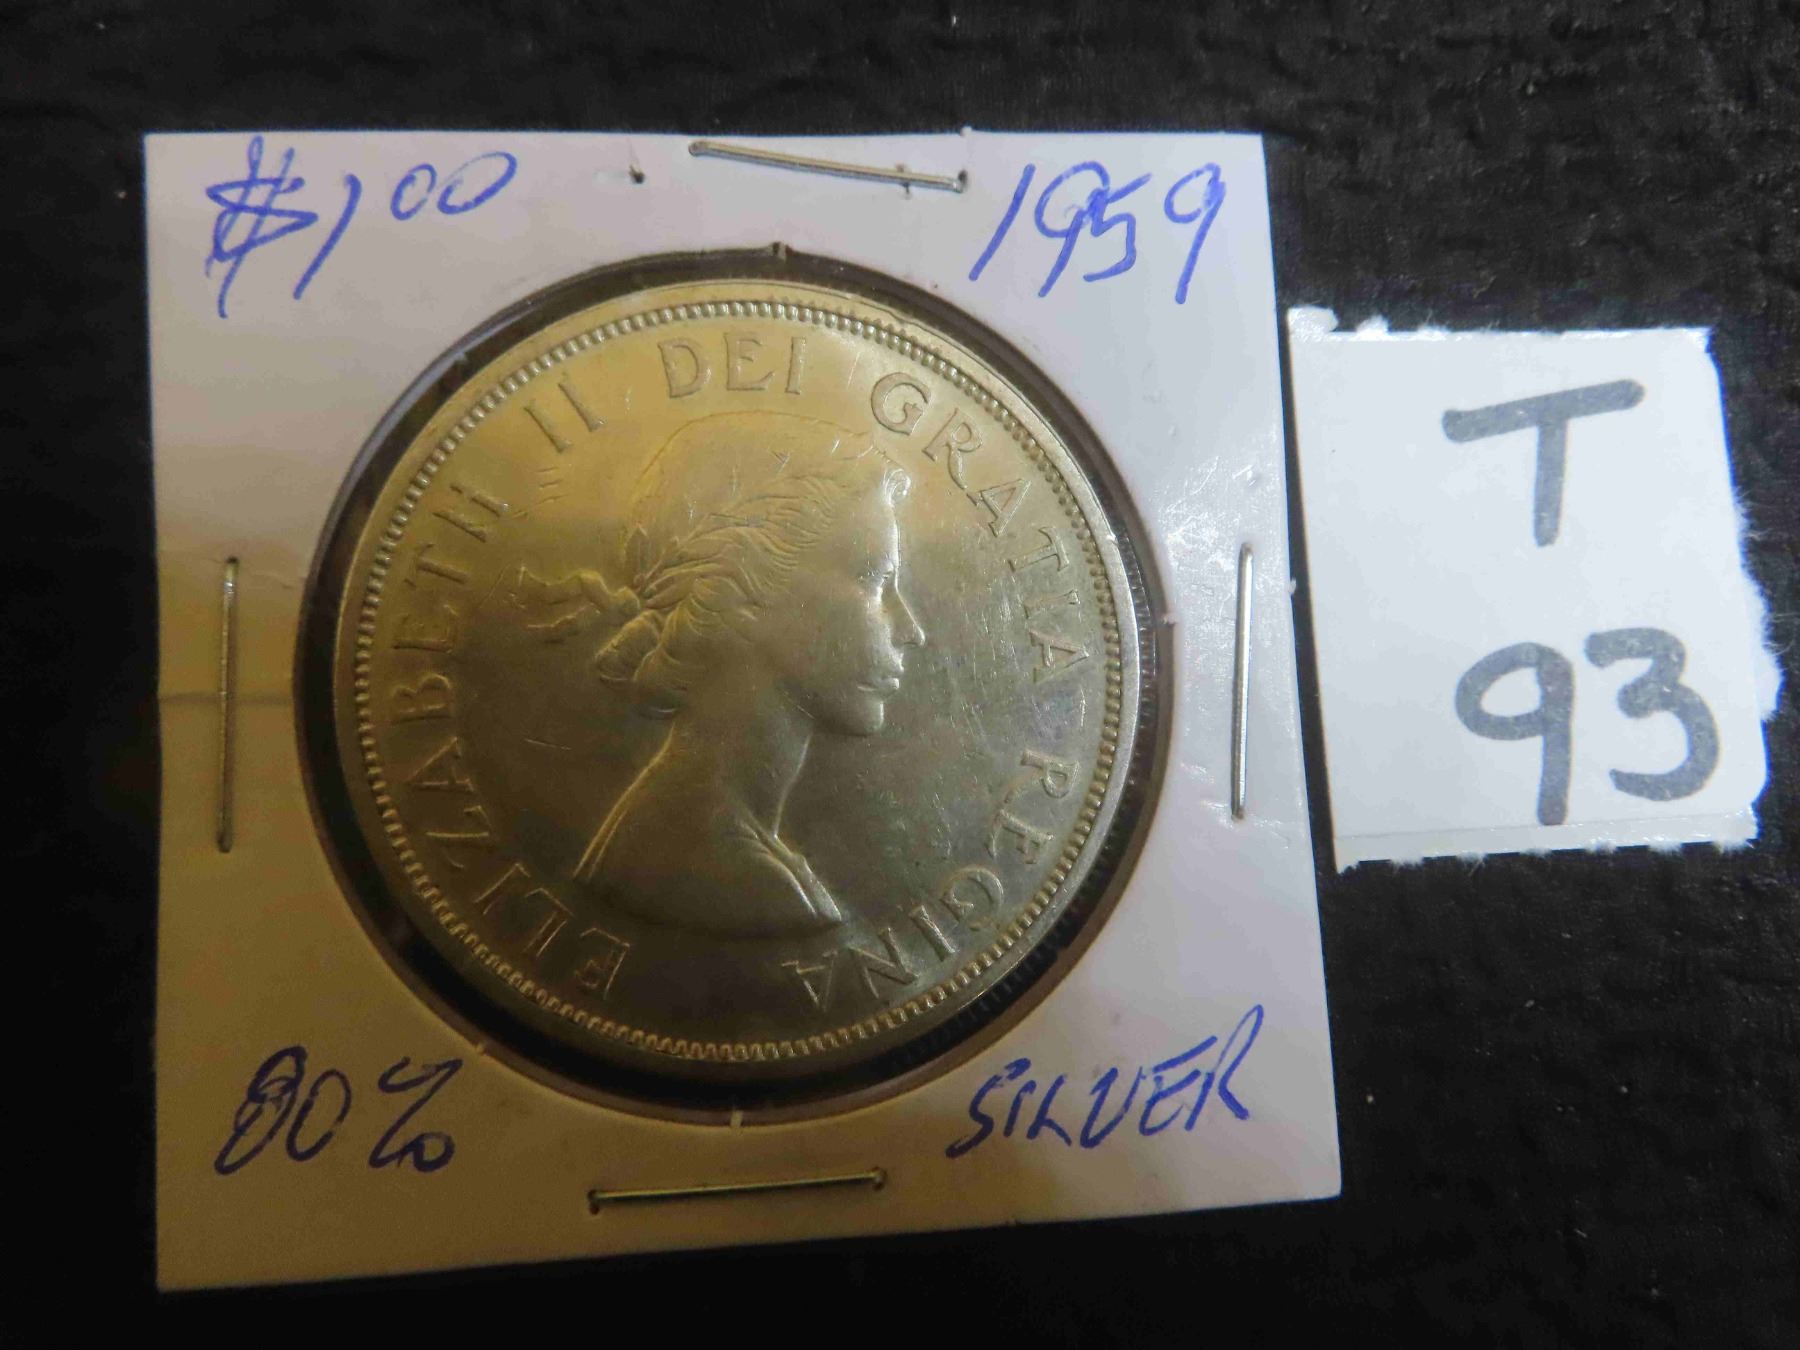 $1.00 1959
ELIZABETH II DEI GRATIA REGINA
80% SILVER
T
93